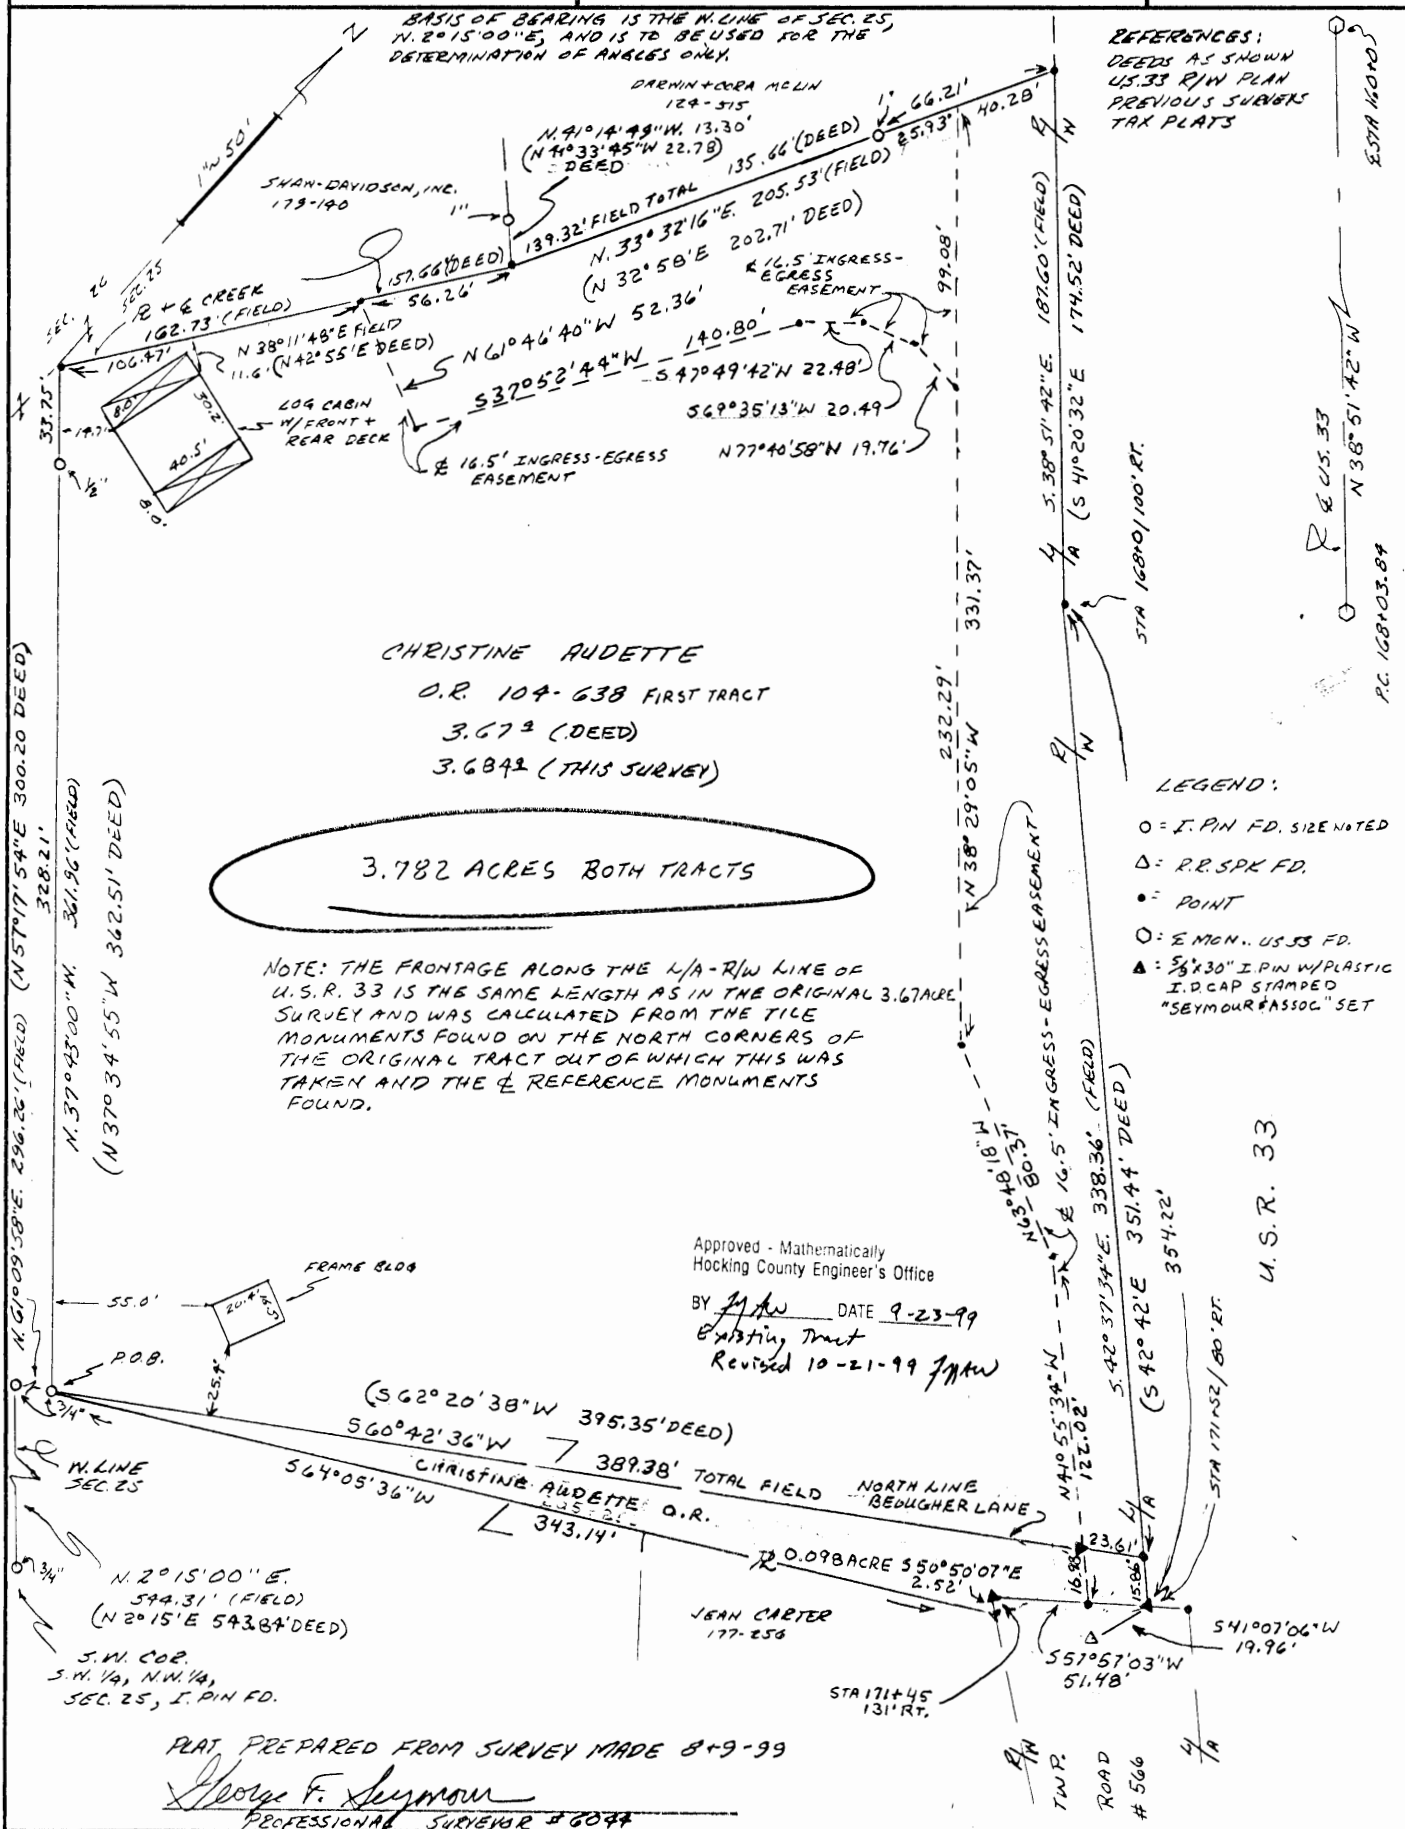 BASIS OF BEARING IS THE W. LINE OF SEC. 25,
N. 2°15'00"E, AND IS TO BE USED FOR THE
DETERMINATION OF ANGLES ONLY.
REFERENCES:
DEEDS AS SHOWN
US.33 R/W PLAN
PREVIOUS SURVEYS
TAX PLATS
N
1"=50'
DARWIN + CORA MCLIN
124-515
N.41°14'49"W. 13.30'
(N41°33'45"W 22.78)
DEED
SHAW-DAVIDSON, INC.
179-140
1"
1"
66.21'
25.93'
40.28'
135.66'(DEED)
139.32' FIELD TOTAL
N. 33°32'16"E. 205.53'(FIELD)
(N 32°58'E 202.71' DEED)
157.66'(DEED)
56.26'
SEC. 26
SEC. 25
℄ CREEK
162.73'(FIELD)
106.47'
N 38°11'48"E FIELD
(N42°55'E DEED)
11.6'
N 61°46'40"W 52.36'
S37°52'44"W 140.80'
℄ 16.5' INGRESS-
EGRESS
EASEMENT
99.08'
S 47°49'42"W 22.48'
S69°35'13"W 20.49
N77°40'58"W 19.76'
℄ 16.5' INGRESS-EGRESS
EASEMENT
LOG CABIN
W/FRONT +
REAR DECK
8.0'
30.2'
40.5'
8.0'
33.75'
19.7'
1/2"
R/W
S.38°51'42"E. 187.60'(FIELD)
(S 41°20'32"E 174.52' DEED)
L/A
STA 168+01/100' RT.
℄ U.S. 33
N 38°51'42"W
P.C. 168+03.84
331.37'
232.29'
N 38°29'05"W
CHRISTINE AUDETTE
O.R. 104-638 FIRST TRACT
3.67 a (DEED)
3.684 a (THIS SURVEY)
3.782 ACRES BOTH TRACTS
R/W
LEGEND:
○ = I. PIN FD. SIZE NOTED
△ = R.R. SPK FD.
• = POINT
= ℄ MON. US33 FD.
▲ = 5/8"x30" I. PIN W/PLASTIC
I.D. CAP STAMPED
"SEYMOUR & ASSOC" SET
N.61°09'58"E. 296.26'(FIELD) (N57°17'54"E 300.20 DEED)
328.21'
N.37°43'00"W. 361.96'(FIELD)
(N37°34'55"W 362.51' DEED)
NOTE: THE FRONTAGE ALONG THE L/A-R/W LINE OF
U.S.R. 33 IS THE SAME LENGTH AS IN THE ORIGINAL 3.67 ACRE
SURVEY AND WAS CALCULATED FROM THE TILE
MONUMENTS FOUND ON THE NORTH CORNERS OF
THE ORIGINAL TRACT OUT OF WHICH THIS WAS
TAKEN AND THE ℄ REFERENCE MONUMENTS
FOUND.
N63°48'18"W
80.37'
℄ 16.5' INGRESS-EGRESS EASEMENT
S.42°37'34"E. 338.36' (FIELD)
(S 42°42'E 351.44' DEED)
354.22'
U.S.R. 33
Approved - Mathematically
Hocking County Engineer's Office
BY DATE 9-23-99
Existing Tract
Revised 10-21-99
FRAME BLDG
20.4'
55.0'
25.4'
P.O.B.
3/4"
W. LINE
SEC. 25
(S 62°20'38"W 395.35' DEED)
S60°42'36"W
389.38' TOTAL FIELD
NORTH LINE
BEOUGHER LANE
S64°05'36"W
343.14'
CHRISTINE AUDETTE O.R.
N41°55'34"W
122.02'
L/A
STA 171+52/80' RT.
23.61'
16.98'
15.86'
0.098 ACRE
S50°50'07"E
2.52'
3/4"
N. 2°15'00"E.
544.31' (FIELD)
(N 2°15'E 543.84' DEED)
S.W. COR.
S.W. 1/4, N.W. 1/4,
SEC. 25, I. PIN FD.
JEAN CARTER
177-256
STA 171+45
131' RT.
S57°57'03"W
51.48'
S41°07'06"W
19.96'
R/W
TWP.
ROAD
# 566
L/A
PLAT PREPARED FROM SURVEY MADE 8-9-99
George F. Seymour
PROFESSIONAL SURVEYOR #6044